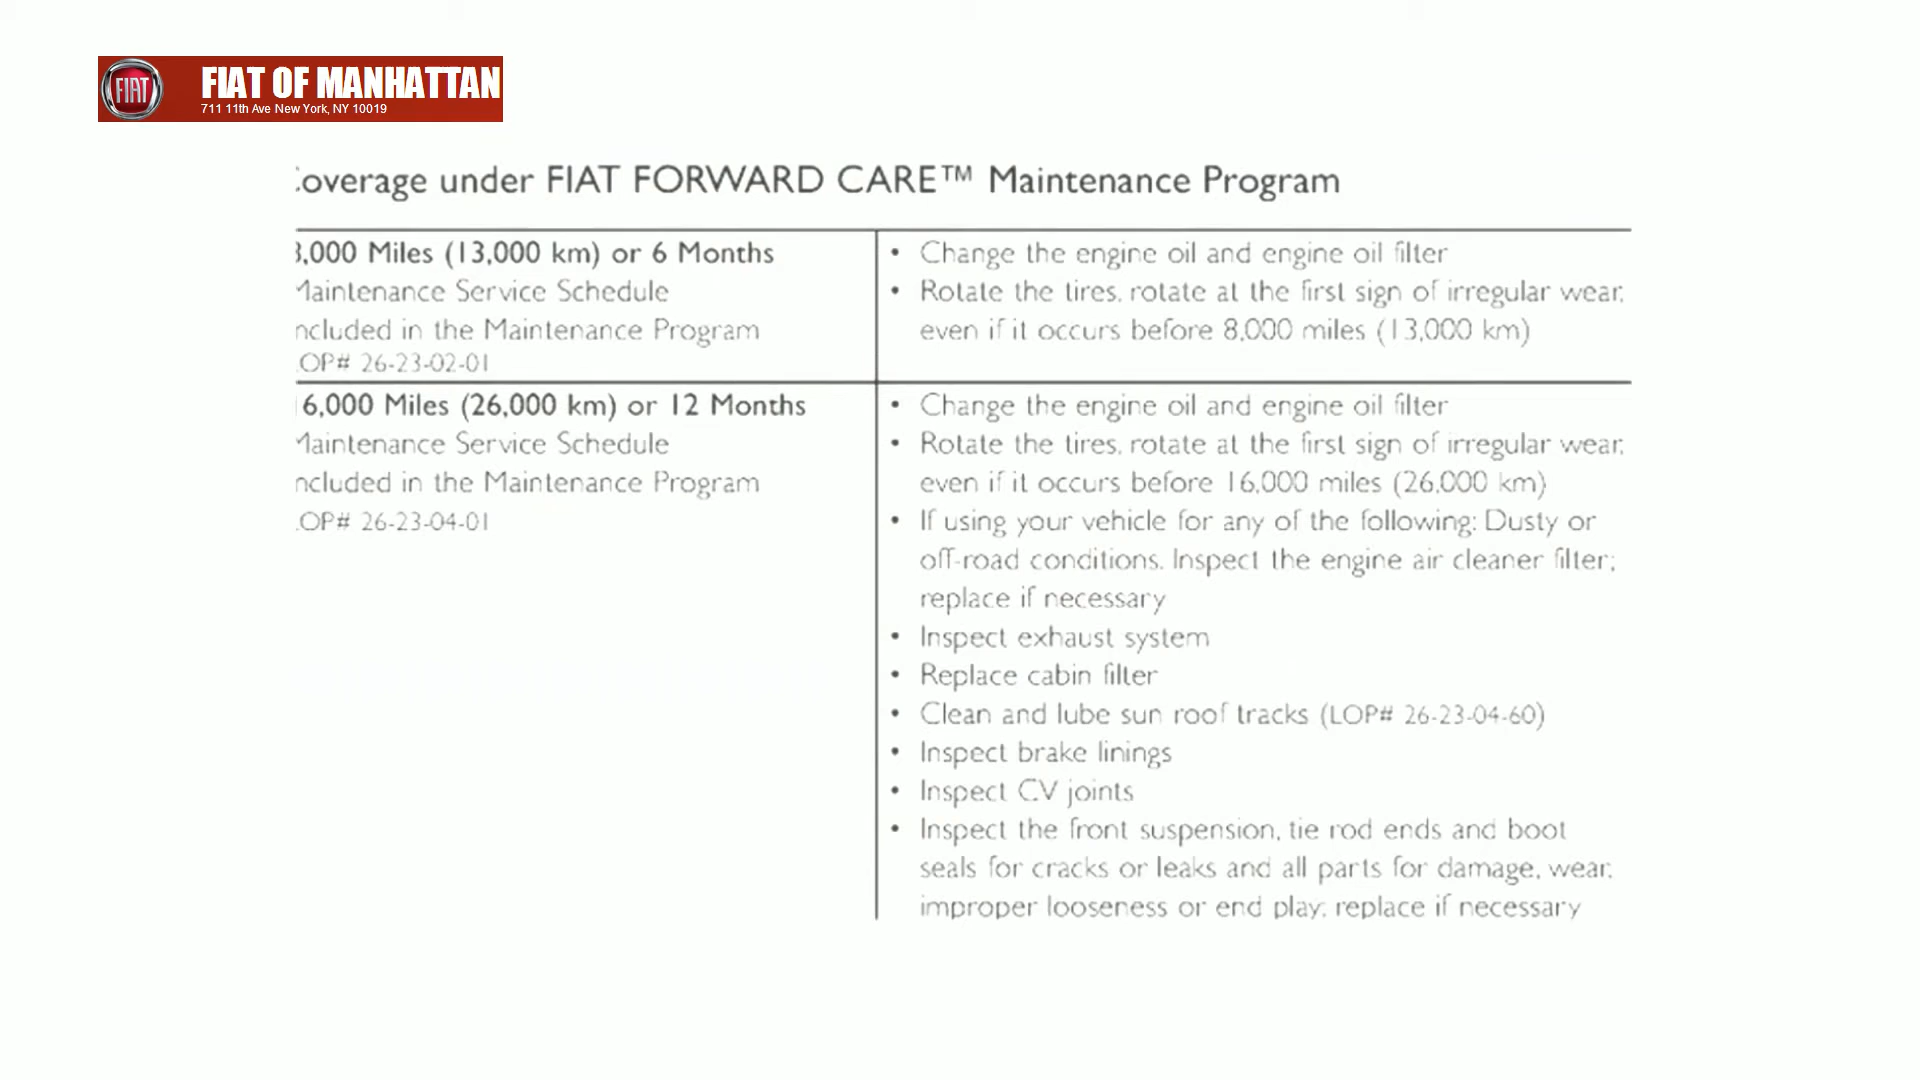 FIAT
FIAT OF MANHATTAN
711 11th Ave New York, NY 10019
overage under FIAT FORWARD CARE™ Maintenance Program
,000 Miles (13,000 km) or 6 Months
aintenance Service Schedule
ncluded in the Maintenance Program
OP# 26-23-02-01
• Change the engine oil and engine oil filter
• Rotate the tires, rotate at the first sign of irregular wear,
even if it occurs before 8,000 miles (13,000 km)
6,000 Miles (26,000 km) or 12 Months
aintenance Service Schedule
ncluded in the Maintenance Program
OP# 26-23-04-01
• Change the engine oil and engine oil filter
• Rotate the tires, rotate at the first sign of irregular wear,
even if it occurs before 16,000 miles (26,000 km)
• If using your vehicle for any of the following: Dusty or
off-road conditions. Inspect the engine air cleaner filter;
replace if necessary
• Inspect exhaust system
• Replace cabin filter
• Clean and lube sun roof tracks (LOP# 26-23-04-60)
• Inspect brake linings
• Inspect CV joints
• Inspect the front suspension, tie rod ends and boot
seals for cracks or leaks and all parts for damage, wear,
improper looseness or end play; replace if necessary